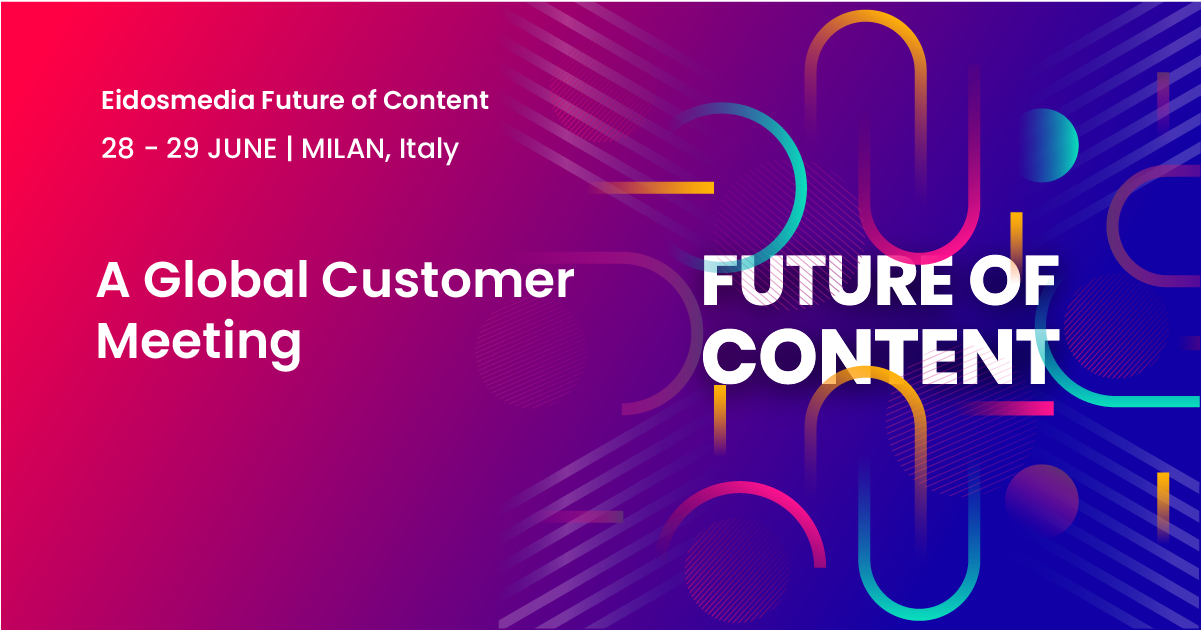 Eidosmedia Future of Content
28 - 29 JUNE | MILAN, Italy
A Global Customer
Meeting
FUTURE OF
CONTENT